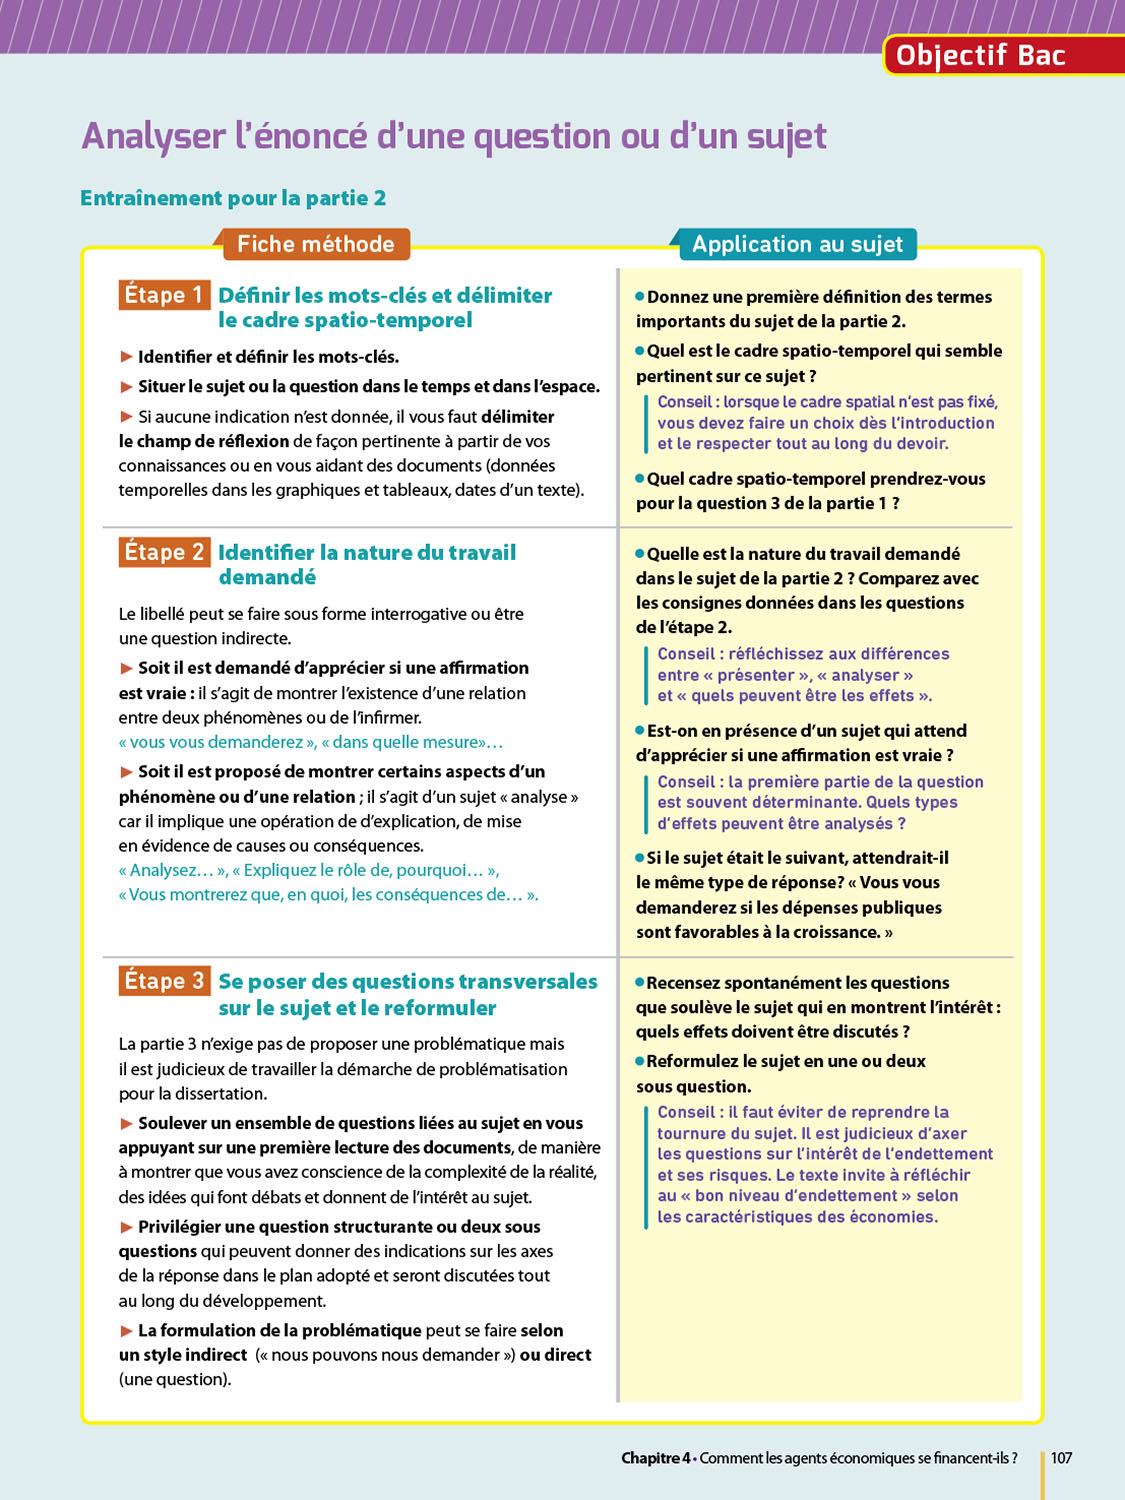 Objectif Bac
Analyser l'énoncé d'une question ou d'un sujet
Entraînement pour la partie 2
Fiche méthode
Étape 1 Définir les mots-clés et délimiter
le cadre spatio-temporel
► Identifier et définir les mots-clés.
► Situer le sujet ou la question dans le temps et dans l'espace.
► Si aucune indication n'est donnée, il vous faut délimiter
le champ de réflexion de façon pertinente à partir de vos
connaissances ou en vous aidant des documents (données
temporelles dans les graphiques et tableaux, dates d'un texte).
Application au sujet
• Donnez une première définition des termes
importants du sujet de la partie 2.
• Quel est le cadre spatio-temporel qui semble
pertinent sur ce sujet ?
Conseil : lorsque le cadre spatial n'est pas fixé,
vous devez faire un choix dès l'introduction
et le respecter tout au long du devoir.
• Quel cadre spatio-temporel prendrez-vous
pour la question 3 de la partie 1 ?
Étape 2 Identifier la nature du travail
demandé
Le libellé peut se faire sous forme interrogative ou être
une question indirecte.
► Soit il est demandé d'apprécier si une affirmation
est vraie : il s'agit de montrer l'existence d'une relation
entre deux phénomènes ou de l'infirmer.
« vous vous demanderez », « dans quelle mesure»…
► Soit il est proposé de montrer certains aspects d'un
phénomène ou d'une relation ; il s'agit d'un sujet « analyse »
car il implique une opération de d'explication, de mise
en évidence de causes ou conséquences.
« Analysez… », « Expliquez le rôle de, pourquoi… »,
« Vous montrerez que, en quoi, les conséquences de… ».
• Quelle est la nature du travail demandé
dans le sujet de la partie 2 ? Comparez avec
les consignes données dans les questions
de l'étape 2.
Conseil : réfléchissez aux différences
entre « présenter », « analyser »
et « quels peuvent être les effets ».
• Est-on en présence d'un sujet qui attend
d'apprécier si une affirmation est vraie ?
Conseil : la première partie de la question
est souvent déterminante. Quels types
d'effets peuvent être analysés ?
• Si le sujet était le suivant, attendrait-il
le même type de réponse? « Vous vous
demanderez si les dépenses publiques
sont favorables à la croissance. »
Étape 3 Se poser des questions transversales
sur le sujet et le reformuler
La partie 3 n'exige pas de proposer une problématique mais
il est judicieux de travailler la démarche de problématisation
pour la dissertation.
► Soulever un ensemble de questions liées au sujet en vous
appuyant sur une première lecture des documents, de manière
à montrer que vous avez conscience de la complexité de la réalité,
des idées qui font débats et donnent de l'intérêt au sujet.
► Privilégier une question structurante ou deux sous
questions qui peuvent donner des indications sur les axes
de la réponse dans le plan adopté et seront discutées tout
au long du développement.
► La formulation de la problématique peut se faire selon
un style indirect (« nous pouvons nous demander ») ou direct
(une question).
• Recensez spontanément les questions
que soulève le sujet qui en montrent l'intérêt :
quels effets doivent être discutés ?
• Reformulez le sujet en une ou deux
sous question.
Conseil : il faut éviter de reprendre la
tournure du sujet. Il est judicieux d'axer
les questions sur l'intérêt de l'endettement
et ses risques. Le texte invite à réfléchir
au « bon niveau d'endettement » selon
les caractéristiques des économies.
Chapitre 4 • Comment les agents économiques se financent-ils ? 107